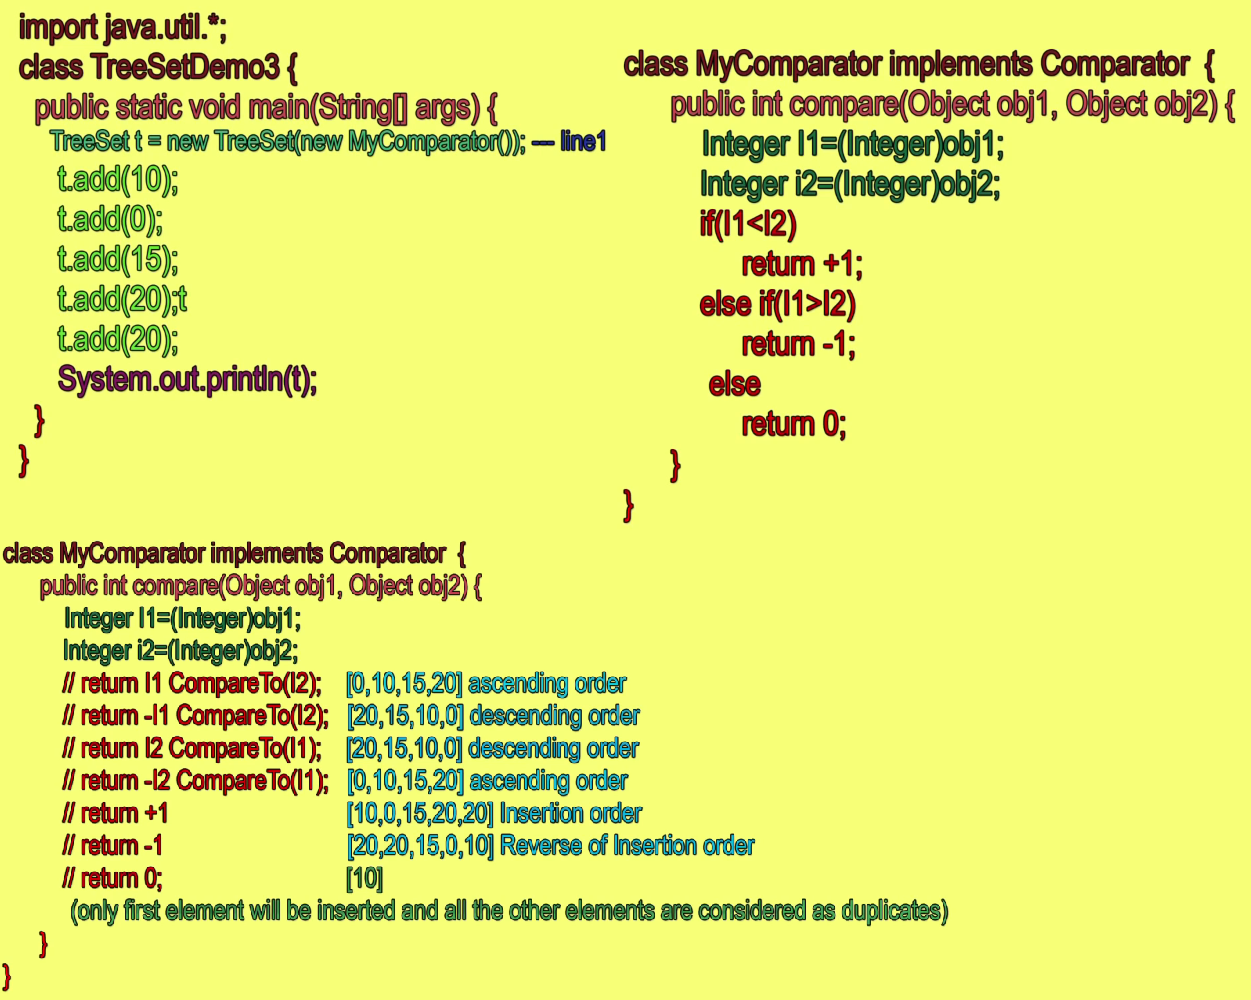 import java.util.*;
class TreeSetDemo3 {
public static void main(String[] args) {
TreeSet t = new TreeSet(new MyComparator()); --- line1
t.add(10);
t.add(0);
t.add(15);
t.add(20);t
t.add(20);
System.out.println(t);
}
}
class MyComparator implements Comparator {
public int compare(Object obj1, Object obj2) {
Integer I1=(Integer)obj1;
Integer i2=(Integer)obj2;
if(I1<I2)
return +1;
else if(I1>I2)
return -1;
else
return 0;
}
}
class MyComparator implements Comparator {
public int compare(Object obj1, Object obj2) {
Integer I1=(Integer)obj1;
Integer i2=(Integer)obj2;
// return I1 CompareTo(I2); [0,10,15,20] ascending order
// return -I1 CompareTo(I2); [20,15,10,0] descending order
// return I2 CompareTo(I1); [20,15,10,0] descending order
// return -I2 CompareTo(I1); [0,10,15,20] ascending order
// return +1 [10,0,15,20,20] Insertion order
// return -1 [20,20,15,0,10] Reverse of Insertion order
// return 0; [10]
(only first element will be inserted and all the other elements are considered as duplicates)
}
}